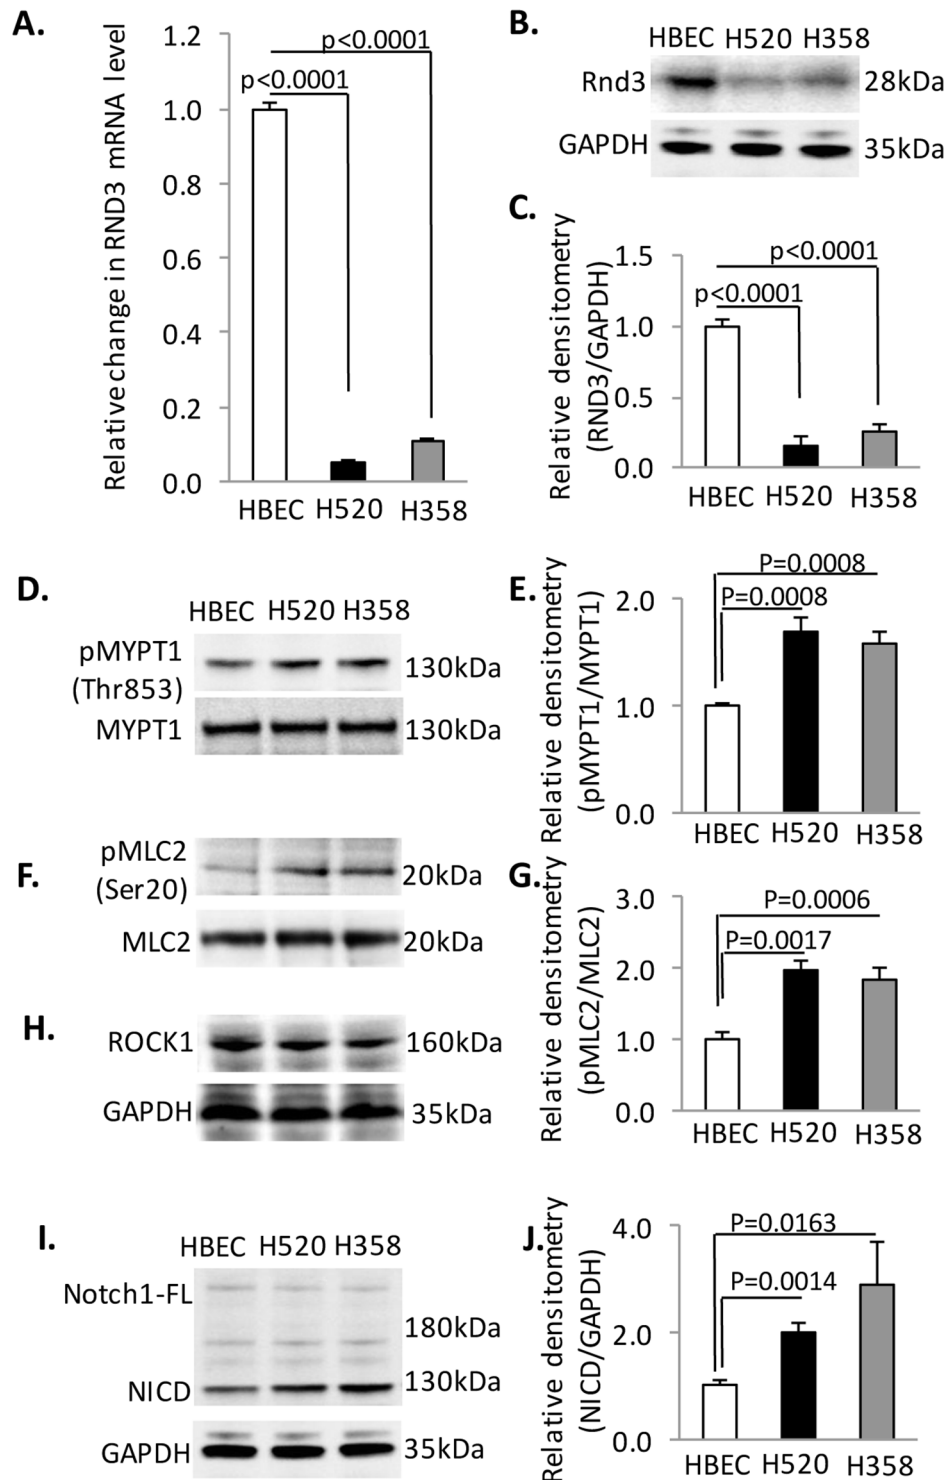 A.
Relative change in RND3 mRNA level
1.2
1.0
0.8
0.6
0.4
0.2
0.0
p<0.0001
p<0.0001
HBEC H520 H358
B.
HBEC H520 H358
Rnd3 28kDa
GAPDH 35kDa
C.
Relative densitometry
(RND3/GAPDH)
1.5
1.0
0.5
0.0
p<0.0001
p<0.0001
HBEC H520 H358
D.
HBEC H520 H358
pMYPT1
(Thr853)
130kDa
MYPT1 130kDa
E.
Relative densitometry
(pMYPT1/MYPT1)
2.0
1.0
0.0
P=0.0008
P=0.0008
HBEC H520 H358
F.
pMLC2
(Ser20)
20kDa
MLC2 20kDa
G.
Relative densitometry
(pMLC2/MLC2)
3.0
2.0
1.0
0.0
P=0.0006
P=0.0017
HBEC H520 H358
H.
ROCK1 160kDa
GAPDH 35kDa
I.
HBEC H520 H358
Notch1-FL
180kDa
NICD 130kDa
GAPDH 35kDa
J.
Relative densitometry
(NICD/GAPDH)
4.0
2.0
0.0
P=0.0163
P=0.0014
HBEC H520 H358